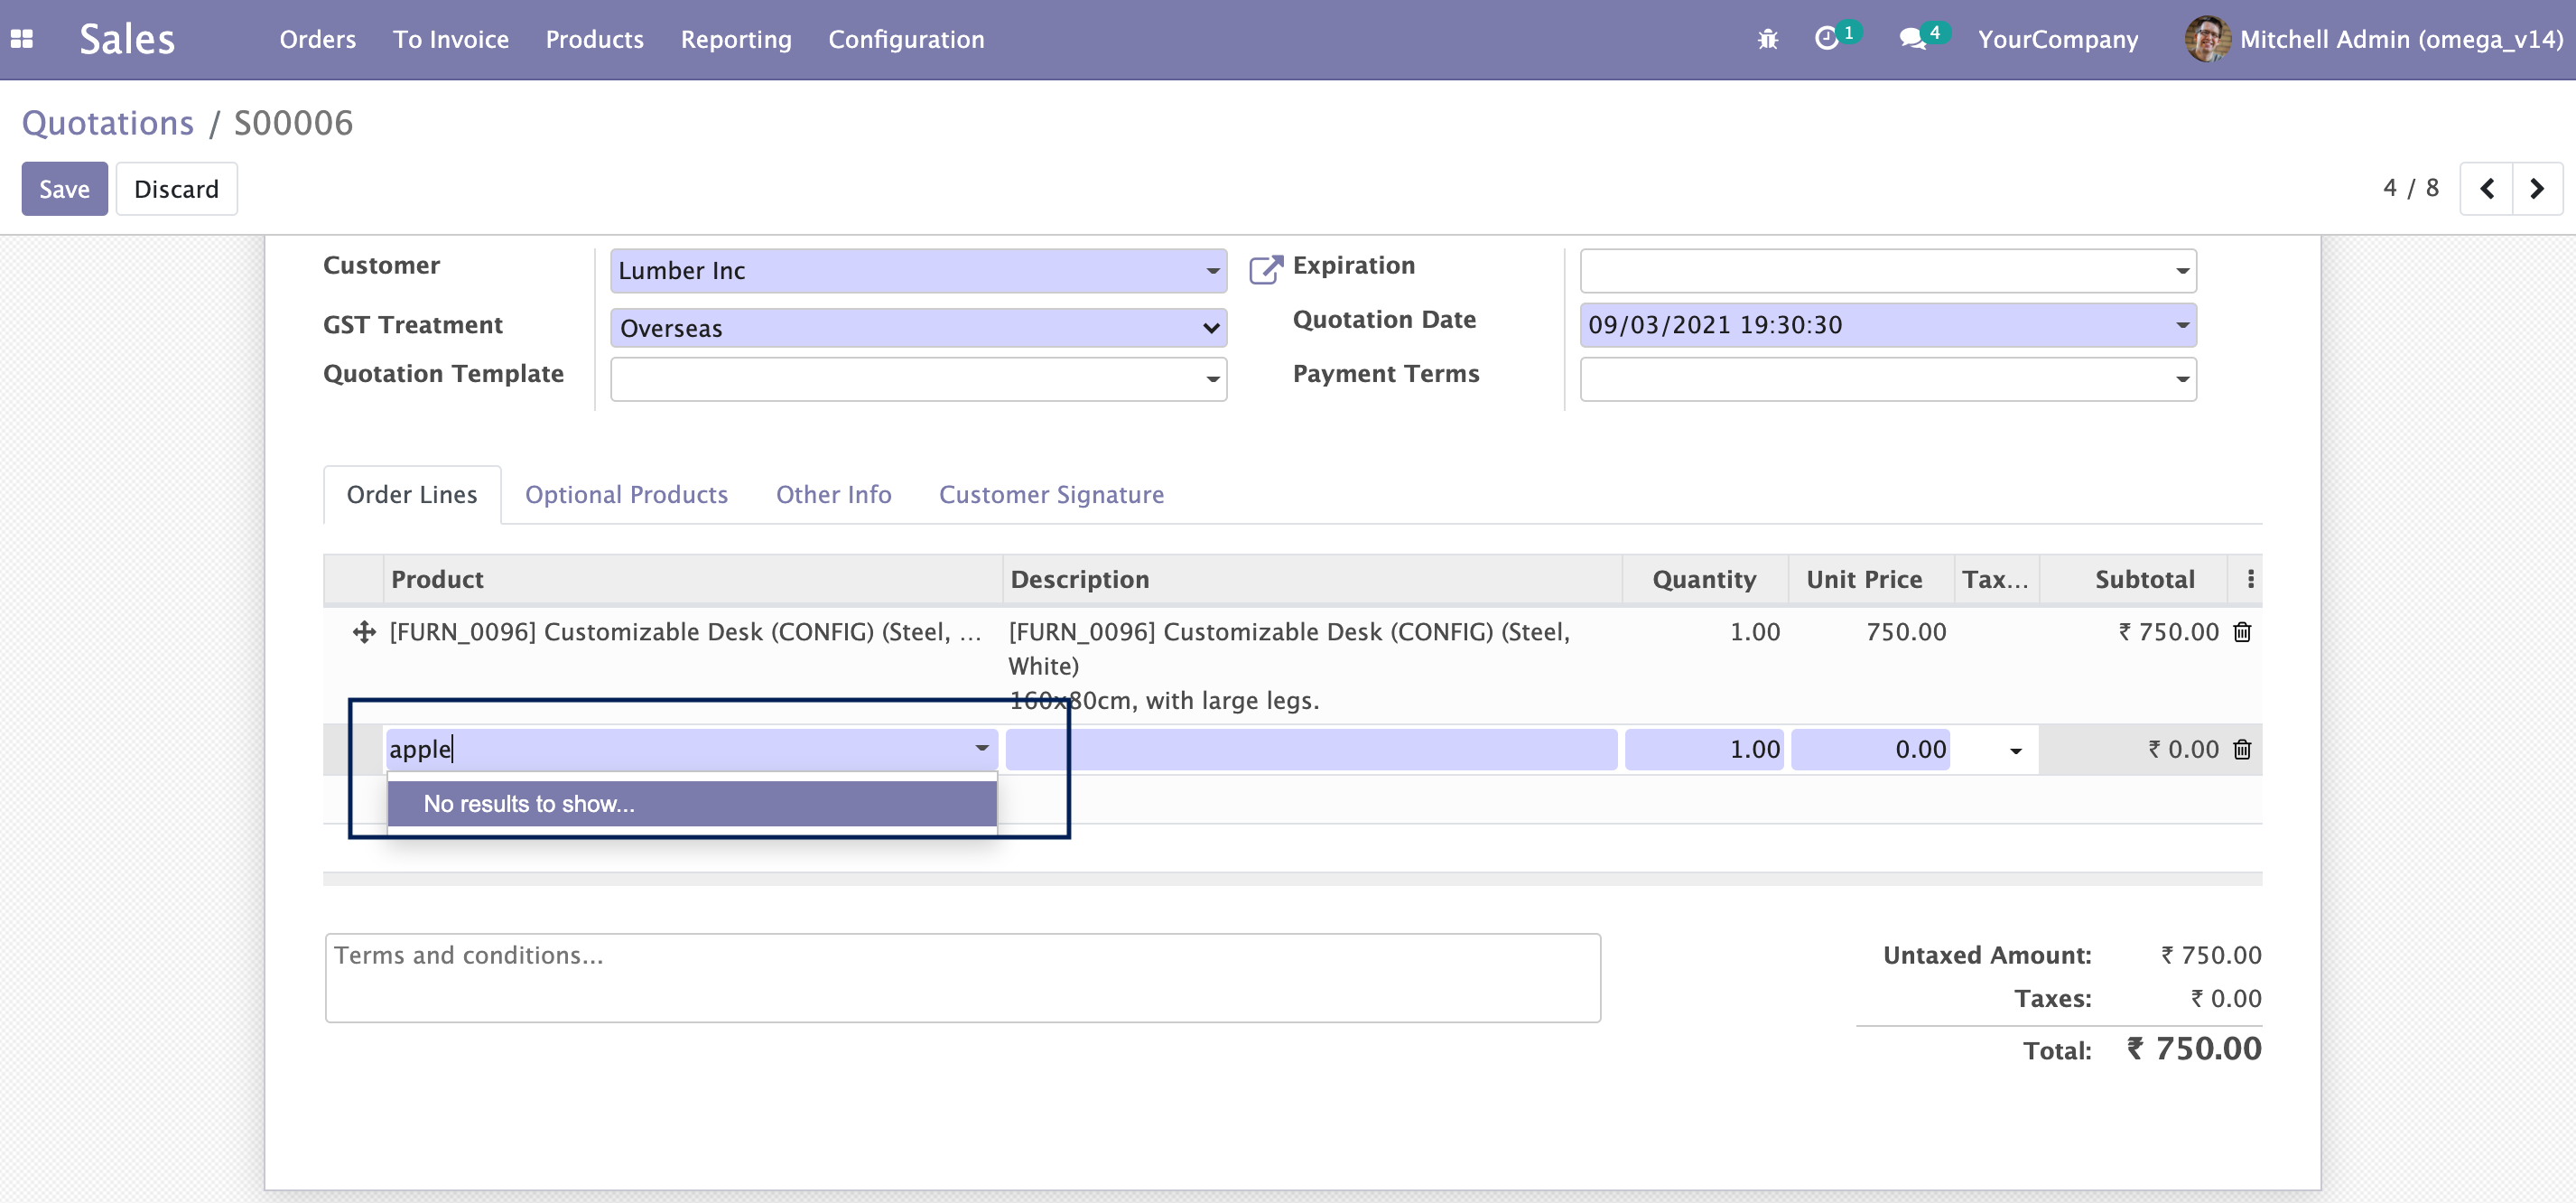 Sales Orders To Invoice Products Reporting Configuration 1 4 YourCompany Mitchell Admin (omega_v14)
Quotations / S00006
Save Discard 4 / 8
Customer Lumber Inc Expiration
GST Treatment Overseas Quotation Date 09/03/2021 19:30:30
Quotation Template Payment Terms
Order Lines Optional Products Other Info Customer Signature
Product Description Quantity Unit Price Tax... Subtotal
[FURN_0096] Customizable Desk (CONFIG) (Steel, ... [FURN_0096] Customizable Desk (CONFIG) (Steel, 1.00 750.00 ₹ 750.00
White)
160x80cm, with large legs.
apple 1.00 0.00 ₹ 0.00
No results to show...
Terms and conditions... Untaxed Amount: ₹ 750.00
Taxes: ₹ 0.00
Total: ₹ 750.00